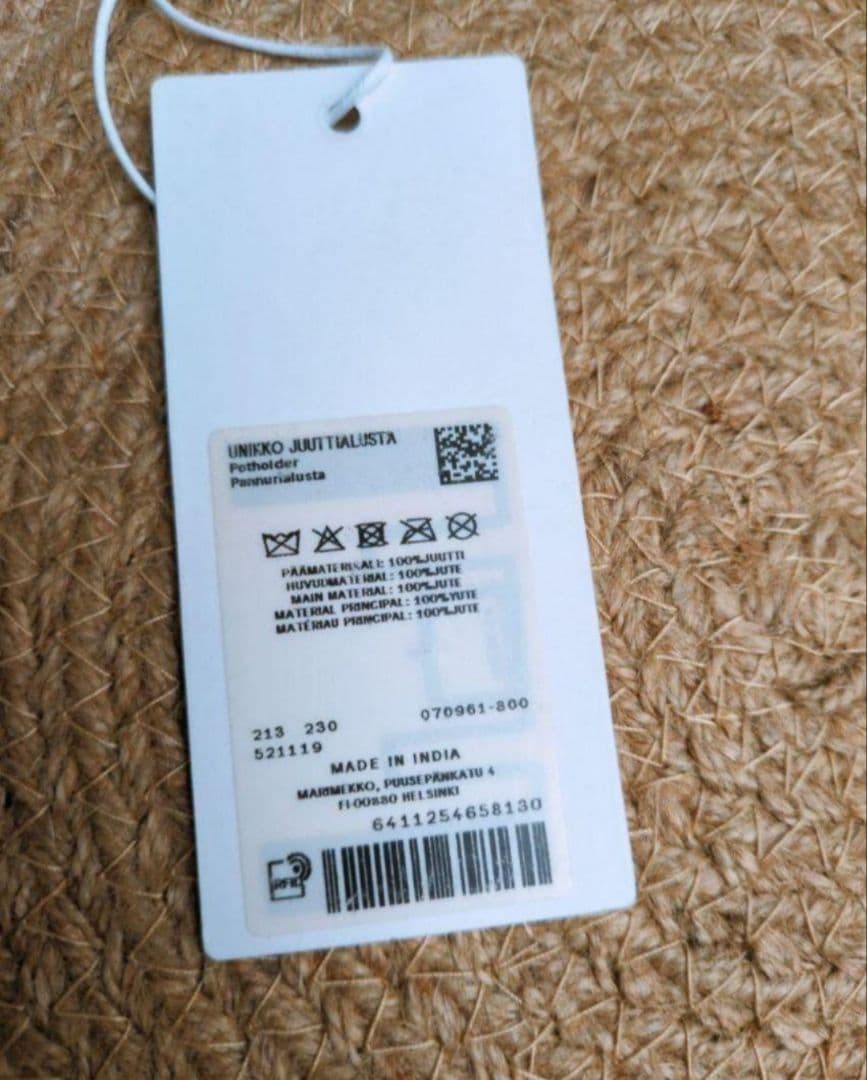 UNIKKO JUUTTIALUSTA
Potholder
Pannunalusta
PÄÄMATERIAALI: 100%JUUTTI
HUVUDMATERIAL: 100%JUTE
MAIN MATERIAL: 100%JUTE
MATERIAL PRINCIPAL: 100%YUTE
MATÉRIAU PRINCIPAL: 100%JUTE
213 230
070961-800
521119
MADE IN INDIA
MARIMEKKO, PUUSEPÄNKATU 4
FI-00880 HELSINKI
6411254658130
RFID